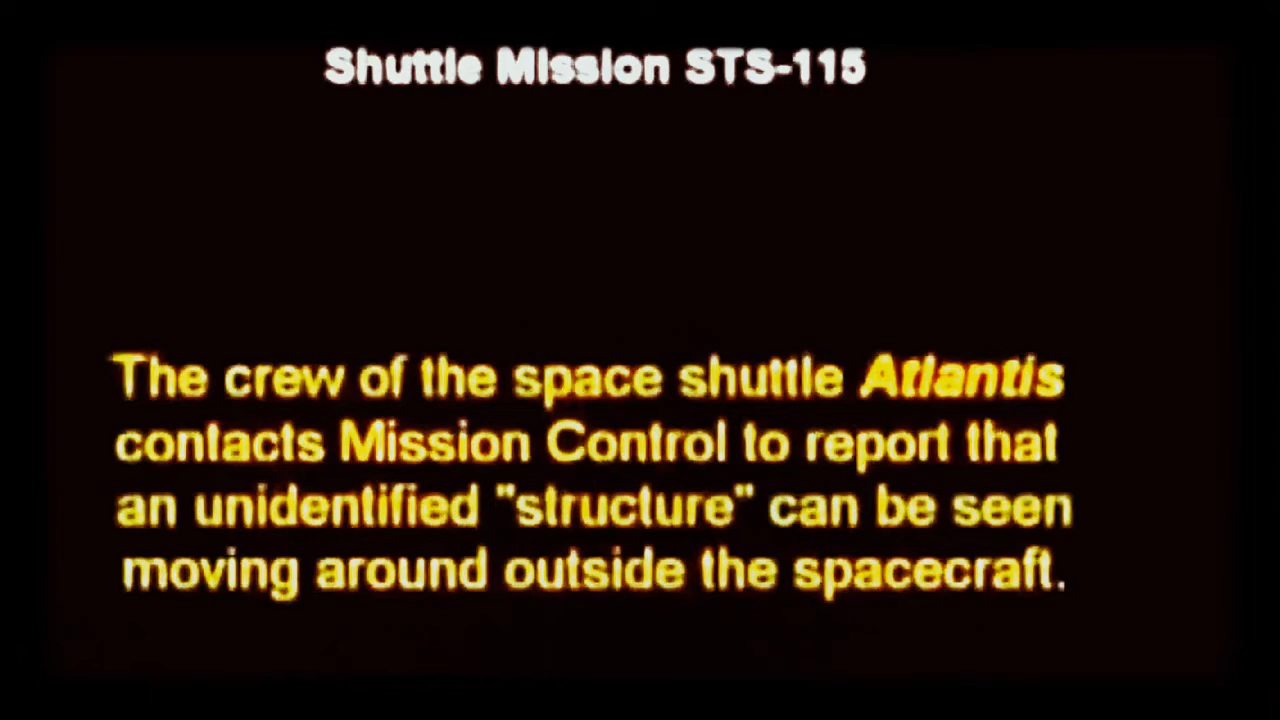 Shuttle Mission STS-115
The crew of the space shuttle Atlantis
contacts Mission Control to report that
an unidentified "structure" can be seen
moving around outside the spacecraft.